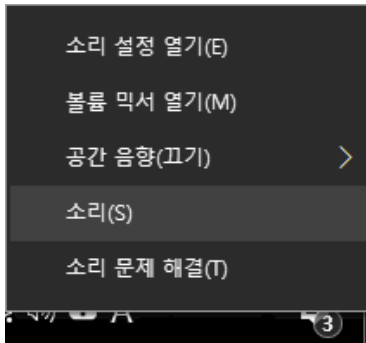 소리 설정 열기(E)
볼륨 믹서 열기(M)
공간 음향(끄기)
소리(S)
소리 문제 해결(T)
A
3